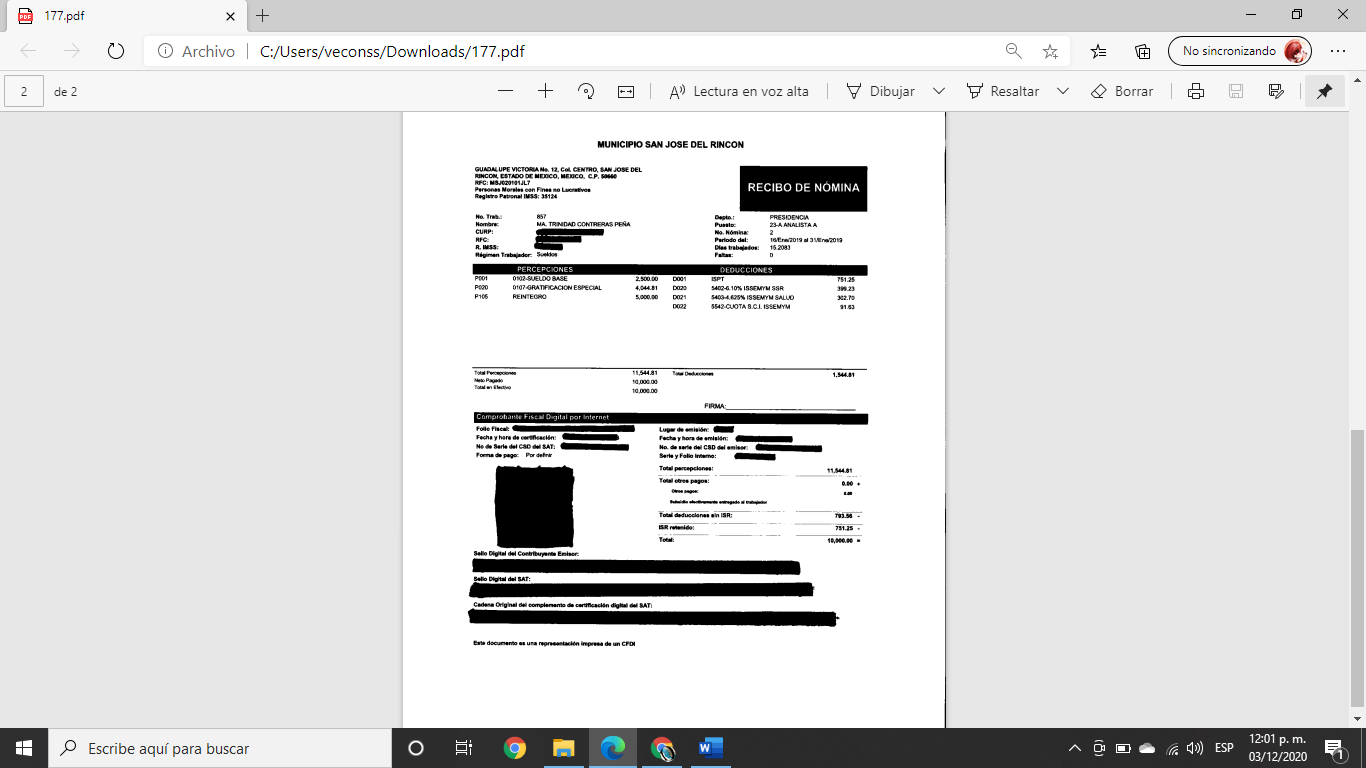 177.pdf
Archivo
C:/Users/veconss/Downloads/177.pdf
No sincronizando
2 de 2
Lectura en voz alta
Dibujar
Resaltar
Borrar
MUNICIPIO SAN JOSE DEL RINCON
GUADALUPE VICTORIA No. 12, Col. CENTRO, SAN JOSE DEL
RINCON, ESTADO DE MEXICO, MEXICO, C.P. 50660
RFC: MSJ020101JL7
Personas Morales con Fines no Lucrativos
Registro Patronal IMSS: 35124
RECIBO DE NÓMINA
No. Trab.: 857
Nombre: MA. TRINIDAD CONTRERAS PEÑA
CURP:
RFC:
R. IMSS:
Régimen Trabajador: Sueldos
Depto.: PRESIDENCIA
Puesto: 23-A ANALISTA A
No. Nómina: 2
Periodo del: 16/Ene/2019 al 31/Ene/2019
Dias trabajados: 15.2083
Faltas: 0
PERCEPCIONES DEDUCCIONES
P001 0102-SUELDO BASE 2,500.00 D001 ISPT 751.25
P020 0107-GRATIFICACION ESPECIAL 4,044.81 D020 5402-6.10% ISSEMYM SSR 399.23
P105 REINTEGRO 5,000.00 D021 5403-4.625% ISSEMYM SALUD 302.70
D022 5542-CUOTA S.C.I. ISSEMYM 91.63
Total Percepciones 11,544.81 Total Deducciones 1,544.81
Neto Pagado 10,000.00
Total en Efectivo 10,000.00
FIRMA:
Comprobante Fiscal Digital por Internet
Folio Fiscal:
Fecha y hora de certificación:
No de Serie del CSD del SAT:
Forma de pago: Por definir
Lugar de emisión:
Fecha y hora de emisión:
No. de serie del CSD del emisor:
Serie y Folio interno:
Total percepciones: 11,544.81
Total otros pagos: 0.00 +
Otros pagos: 0.00
Subsidio efectivamente entregado al trabajador
Total deducciones sin ISR: 793.56 -
ISR retenido: 751.25 -
Total: 10,000.00 =
Sello Digital del Contribuyente Emisor:
Sello Digital del SAT:
Cadena Original del complemento de certificación digital del SAT:
Este documento es una representación impresa de un CFDI
Escribe aquí para buscar
ESP
12:01 p. m.
03/12/2020
1